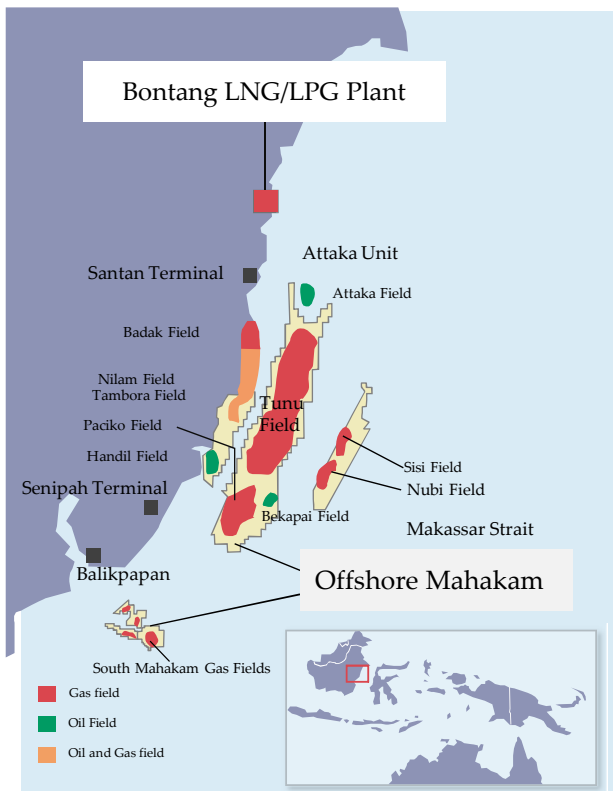 Bontang LNG/LPG Plant
Attaka Unit
Santan Terminal
Attaka Field
Badak Field
Nilam Field
Tambora Field
Tunu
Field
Paciko Field
Handil Field
Sisi Field
Nubi Field
Senipah Terminal
Bekapai Field
Makassar Strait
Balikpapan
Offshore Mahakam
South Mahakam Gas Fields
Gas field
Oil Field
Oil and Gas field